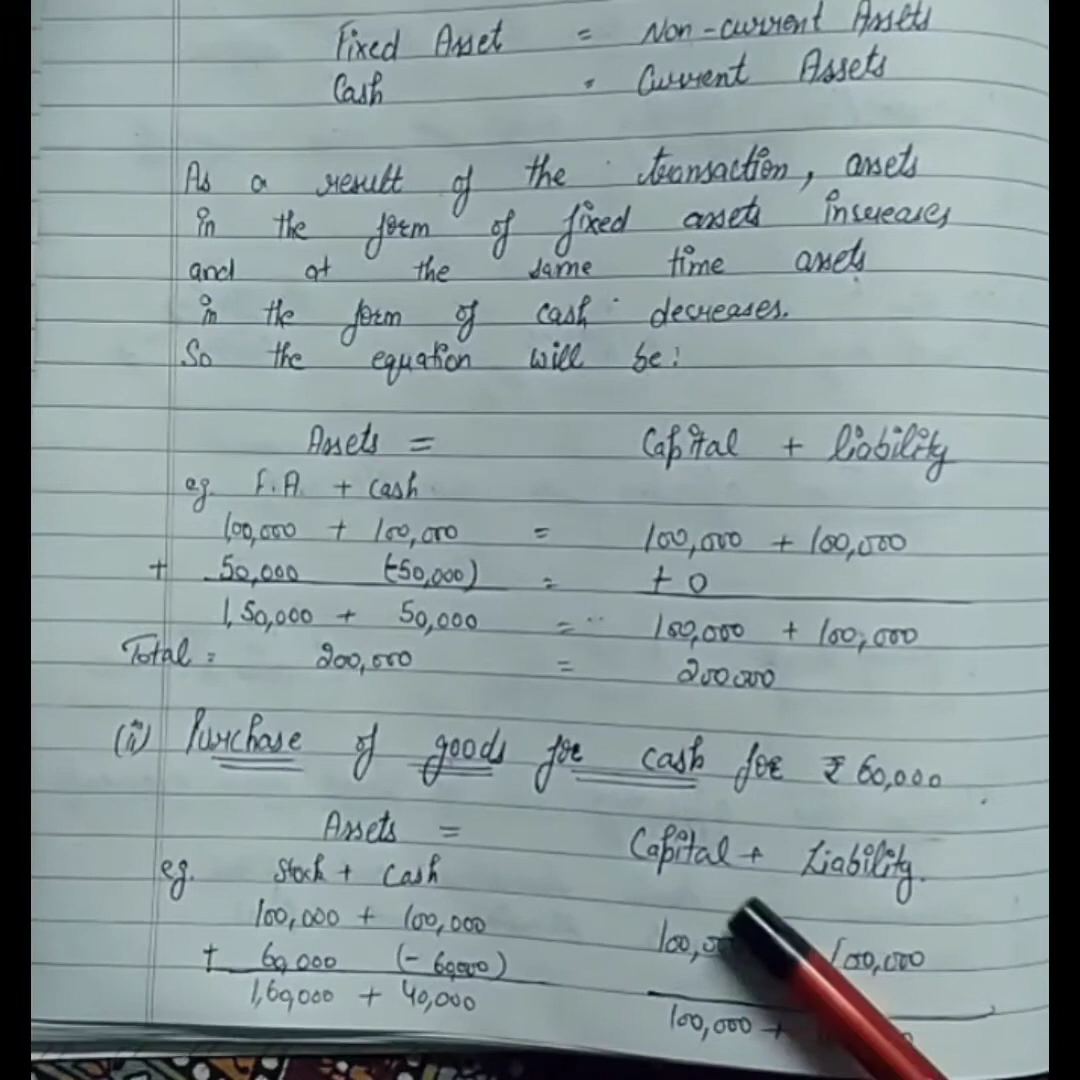 Fixed Asset = Non-current Assets
Cash = Current Assets
As a result of the transaction, assets
in the form of fixed assets increases
and at the same time assets
in the form of cash decreases.
So the equation will be:
Assets = Capital + liability
eg. F.A. + cash
100,000 + 100,000 = 100,000 + 100,000
+ 50,000 (-50,000) = + 0
1,50,000 + 50,000 = 100,000 + 100,000
Total = 200,000 = 200000
(ii) Purchase of goods for cash for ₹ 60,000
Assets = Capital + Liability.
eg. Stock + Cash
100,000 + 100,000 100,000
+ 60,000 (- 60,000)
1,60,000 + 40,000 100,000 +